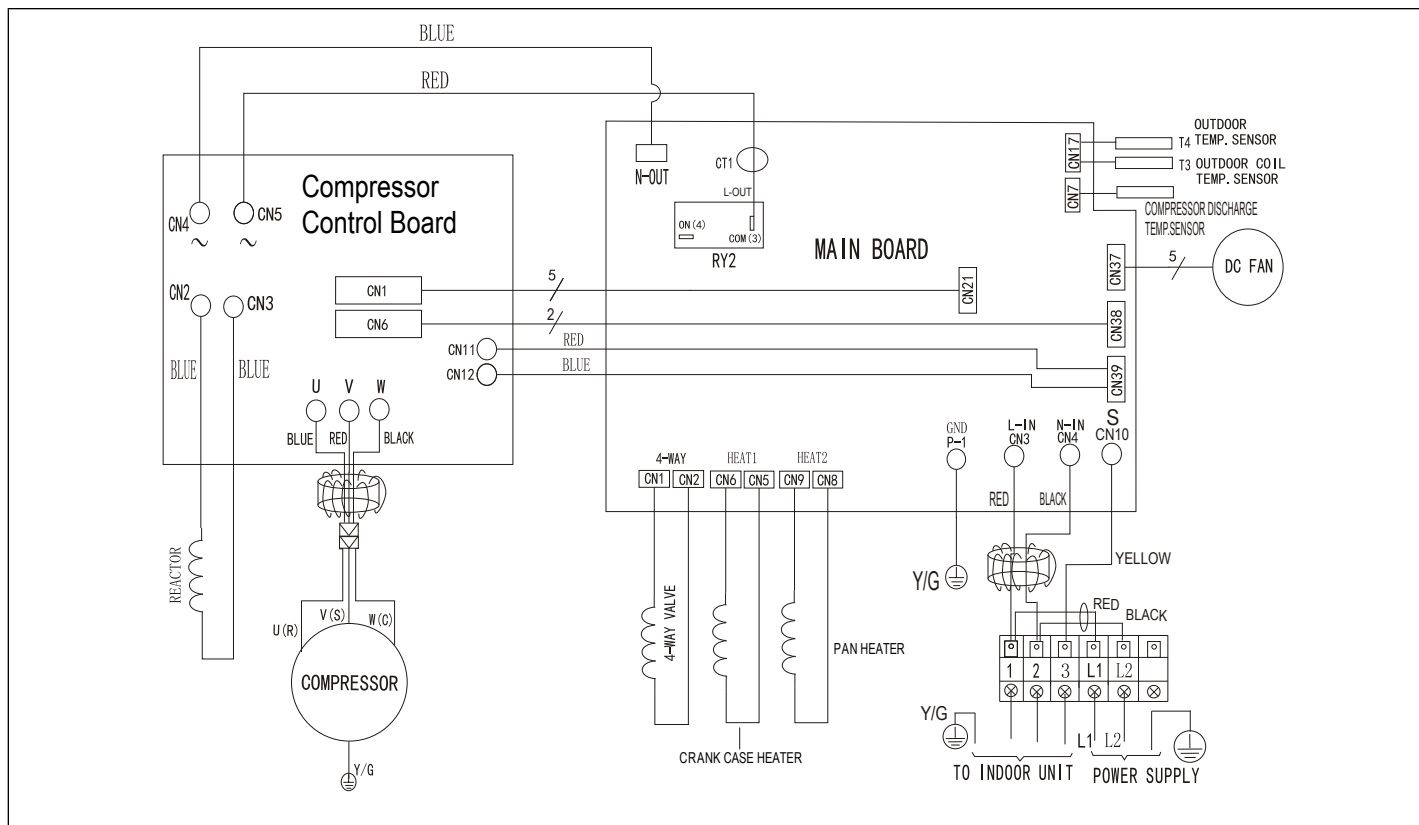 BLUE
RED
Compressor
Control Board
CN4
∼
CN5
∼
CN2
CN3
CN1
CN6
5
2
CN11
RED
CN12
BLUE
BLUE
BLUE
U
V
W
BLUE
RED
BLACK
REACTOR
U(R)
V(S)
W(C)
COMPRESSOR
Y/G
N-OUT
CT1
L-OUT
ON(4)
COM(3)
RY2
MAIN BOARD
CN21
CN17
T4
OUTDOOR
TEMP. SENSOR
T3
OUTDOOR COIL
TEMP. SENSOR
CN7
COMPRESSOR DISCHARGE
TEMP.SENSOR
CN37
5
DC FAN
CN38
CN39
4-WAY
CN1
CN2
HEAT1
CN6
CN5
HEAT2
CN9
CN8
GND
P-1
L-IN
CN3
N-IN
CN4
S
CN10
RED
BLACK
YELLOW
Y/G
4-WAY VALVE
CRANK CASE HEATER
PAN HEATER
RED
BLACK
1
2
3
L1
L2
Y/G
L1
L2
TO INDOOR UNIT
POWER SUPPLY